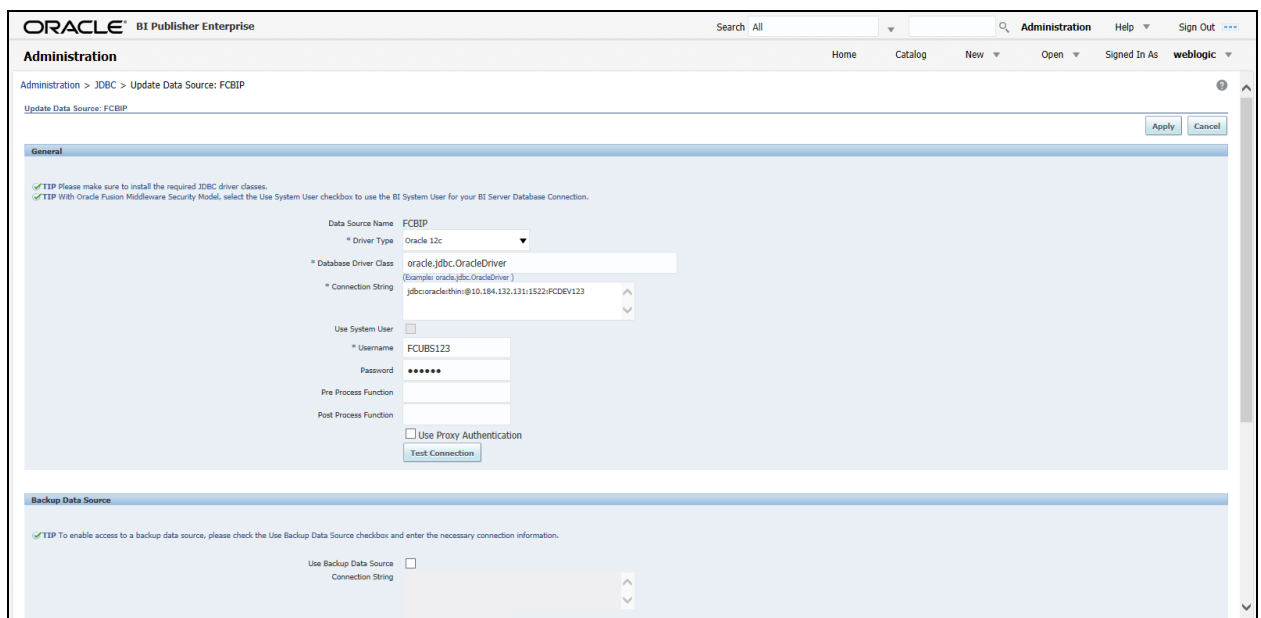 ORACLE BI Publisher Enterprise Search All Administration Help Sign Out
Administration Home Catalog New Open Signed In As weblogic
Administration > JDBC > Update Data Source: FCBIP
Update Data Source: FCBIP
Apply Cancel
General
TIP Please make sure to install the required JDBC driver classes.
TIP With Oracle Fusion Middleware Security Model, select the Use System User checkbox to use the BI System User for your BI Server Database Connection.
Data Source Name FCBIP
* Driver Type Oracle 12c
* Database Driver Class oracle.jdbc.OracleDriver
(Example: oracle.jdbc.OracleDriver )
* Connection String jdbc:oracle:thin:@10.184.132.131:1522:FCDEV123
Use System User
* Username FCUBS123
Password ••••••
Pre Process Function
Post Process Function
Use Proxy Authentication
Test Connection
Backup Data Source
TIP To enable access to a backup data source, please check the Use Backup Data Source checkbox and enter the necessary connection information.
Use Backup Data Source
Connection String